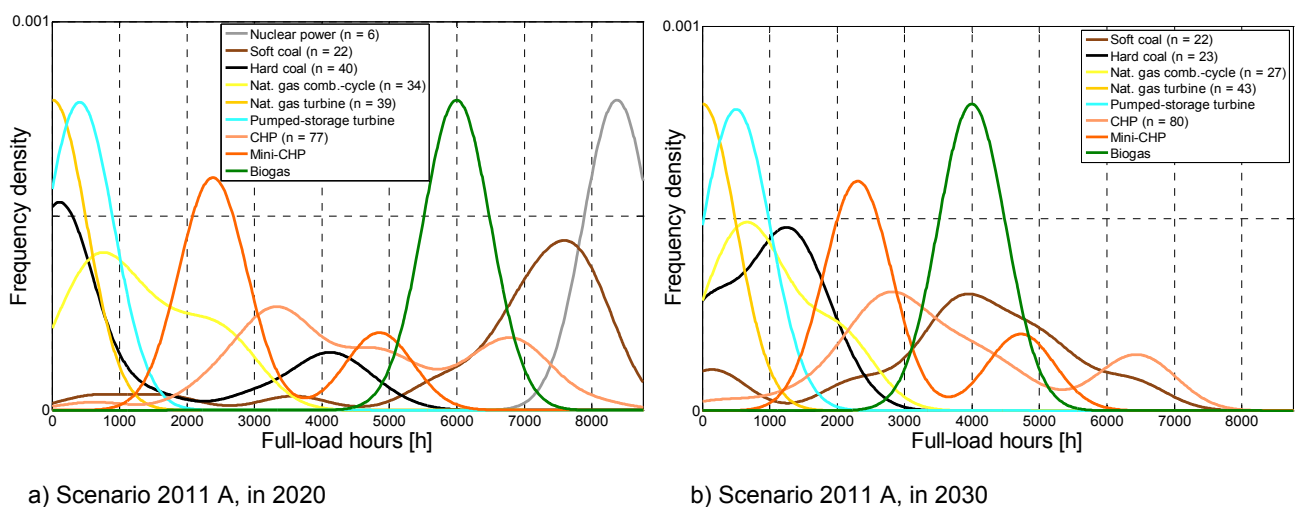 0.001
Nuclear power (n = 6)
Soft coal (n = 22)
Hard coal (n = 40)
Nat. gas comb.-cycle (n = 34)
Nat. gas turbine (n = 39)
Pumped-storage turbine
CHP (n = 77)
Mini-CHP
Biogas
Frequency density
0
0 1000 2000 3000 4000 5000 6000 7000 8000
Full-load hours [h]
a) Scenario 2011 A, in 2020
0.001
Soft coal (n = 22)
Hard coal (n = 23)
Nat. gas comb.-cycle (n = 27)
Nat. gas turbine (n = 43)
Pumped-storage turbine
CHP (n = 80)
Mini-CHP
Biogas
Frequency density
0
0 1000 2000 3000 4000 5000 6000 7000 8000
Full-load hours [h]
b) Scenario 2011 A, in 2030